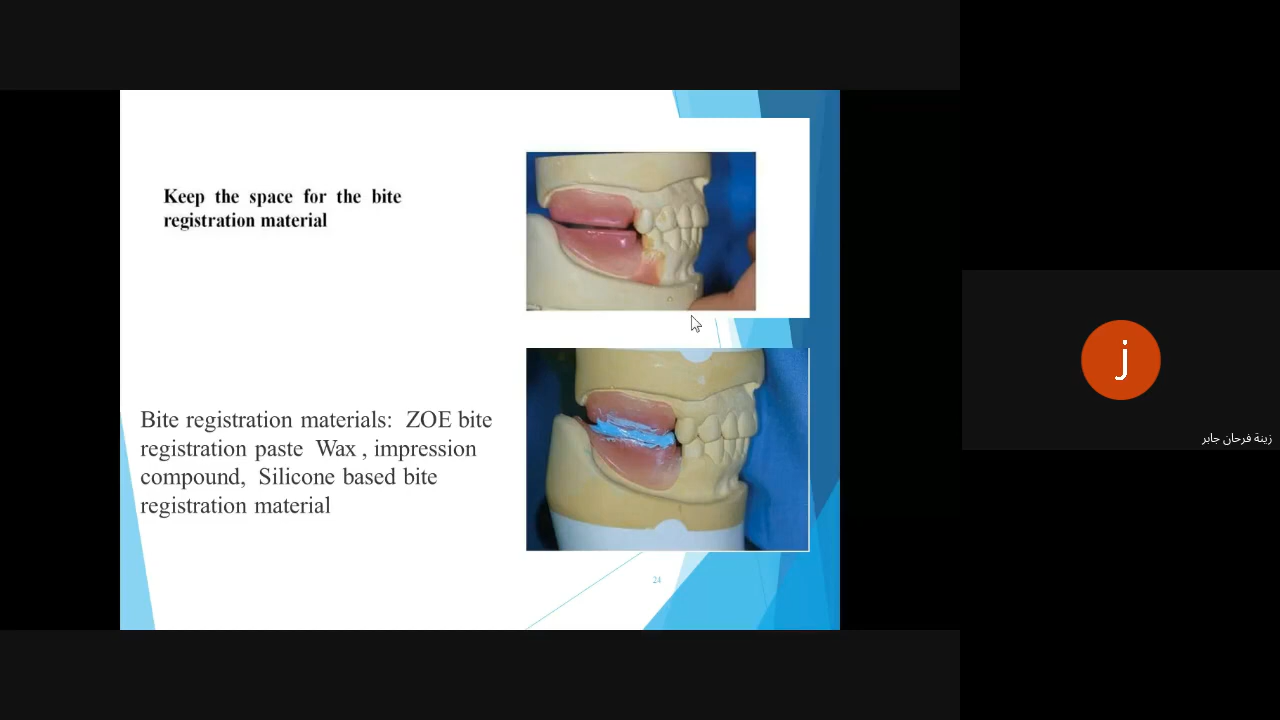 Keep the space for the bite
registration material
Bite registration materials: ZOE bite
registration paste Wax , impression
compound, Silicone based bite
registration material
24
j
زينة فرحان جابر